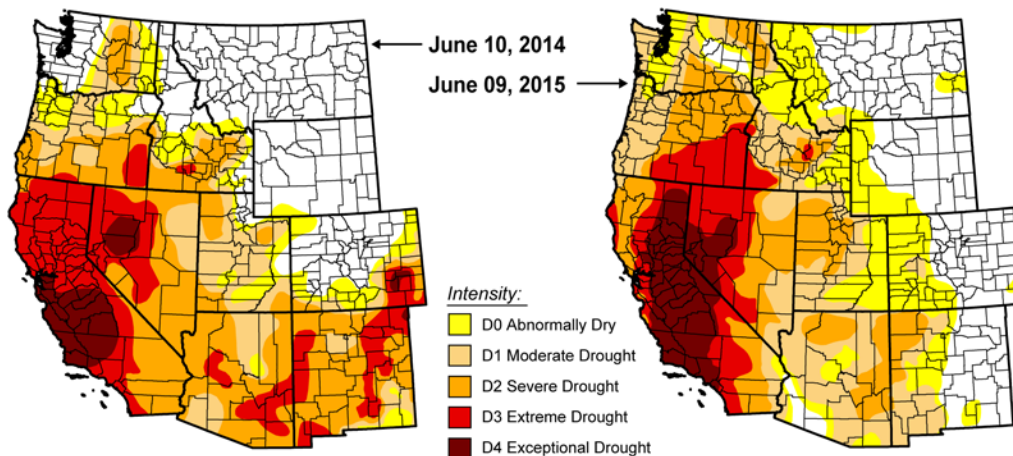 June 10, 2014
June 09, 2015
Intensity:
D0 Abnormally Dry
D1 Moderate Drought
D2 Severe Drought
D3 Extreme Drought
D4 Exceptional Drought